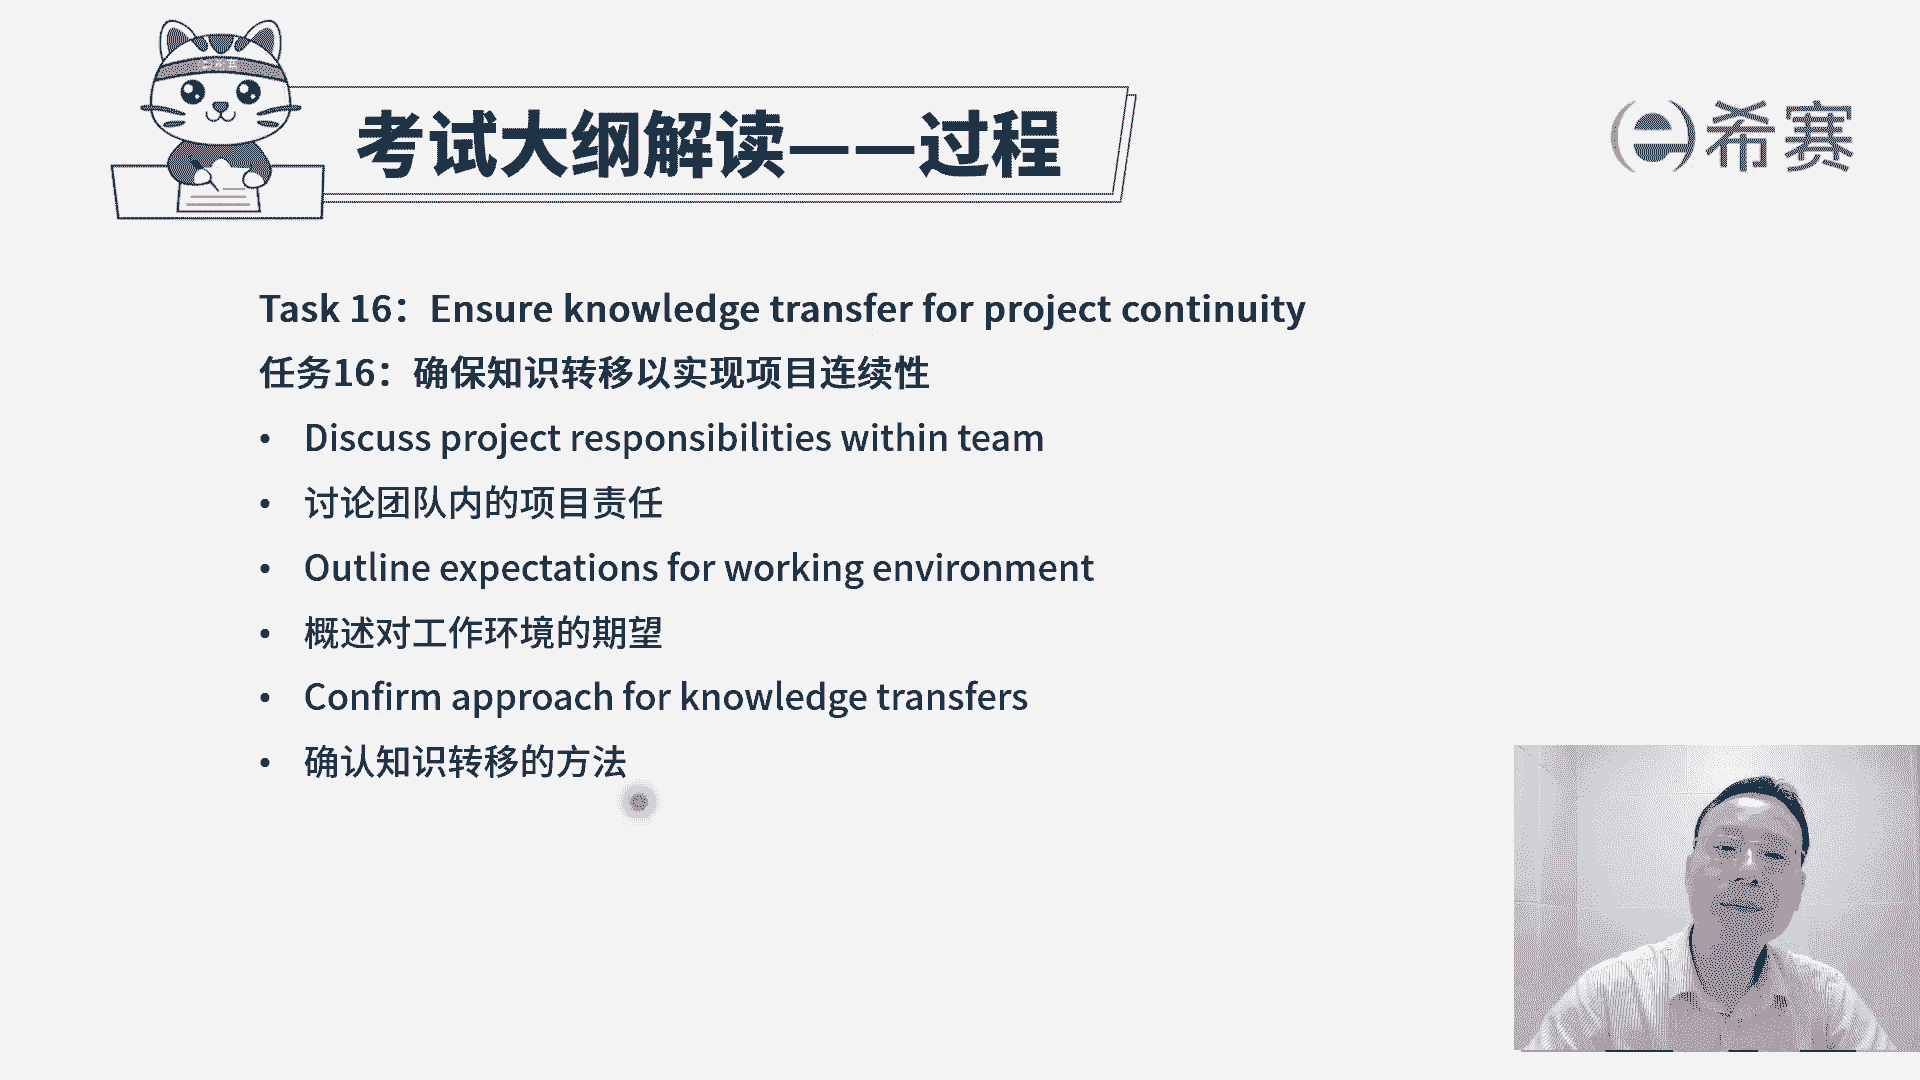 考试大纲解读——过程
希赛
Task 16：Ensure knowledge transfer for project continuity
任务16：确保知识转移以实现项目连续性
• Discuss project responsibilities within team
• 讨论团队内的项目责任
• Outline expectations for working environment
• 概述对工作环境的期望
• Confirm approach for knowledge transfers
• 确认知识转移的方法